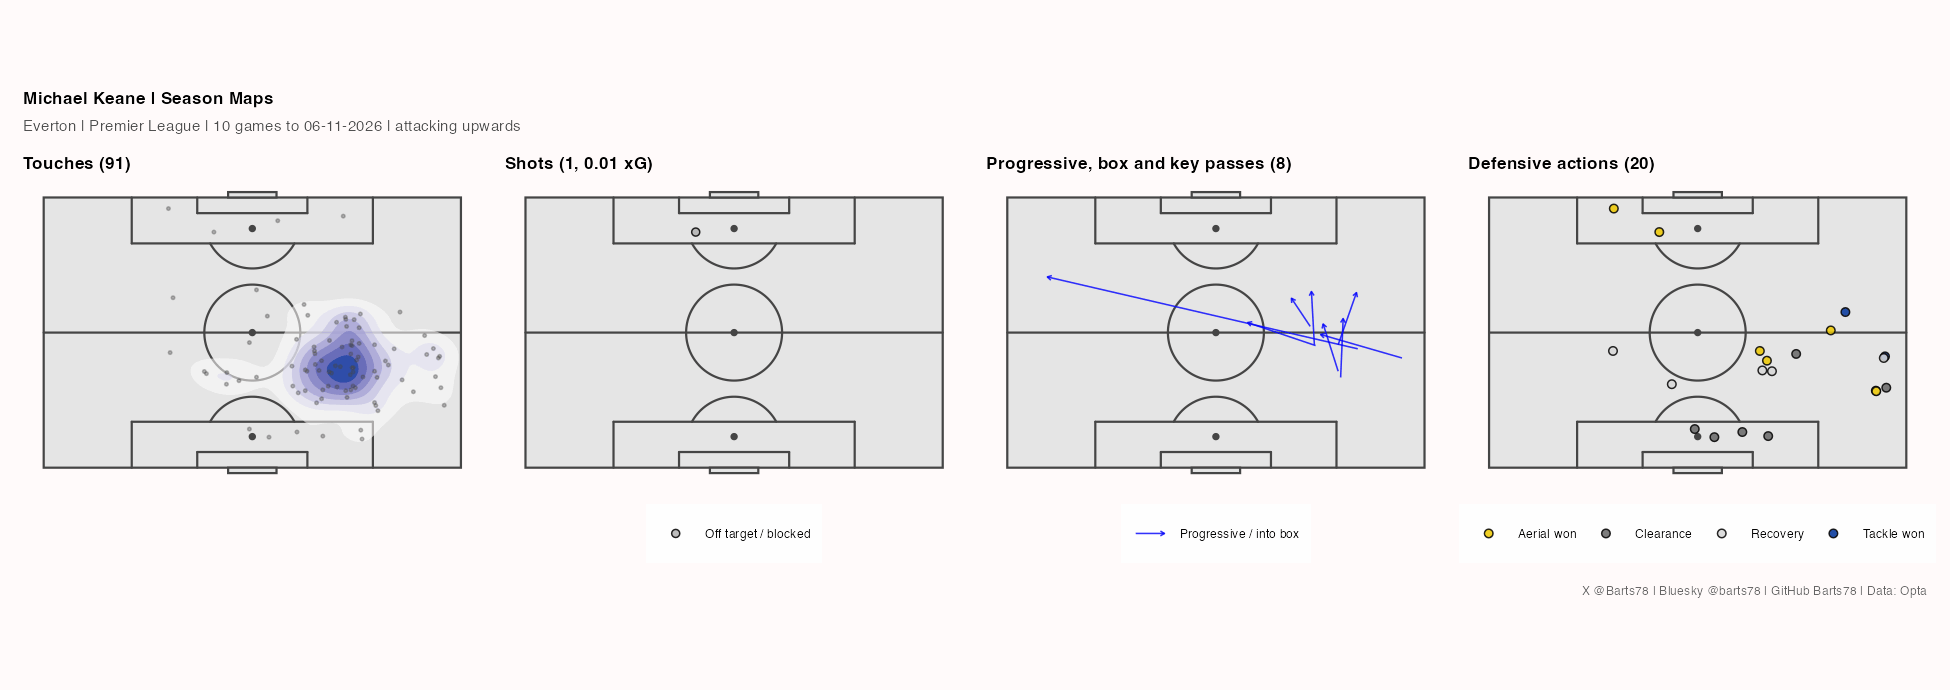 Michael Keane | Season Maps
Everton | Premier League | 10 games to 06-11-2026 | attacking upwards
Touches (91)
Shots (1, 0.01 xG)
Progressive, box and key passes (8)
Defensive actions (20)
Off target / blocked
Progressive / into box
Aerial won
Clearance
Recovery
Tackle won
X @Barts78 | Bluesky @barts78 | GitHub Barts78 | Data: Opta